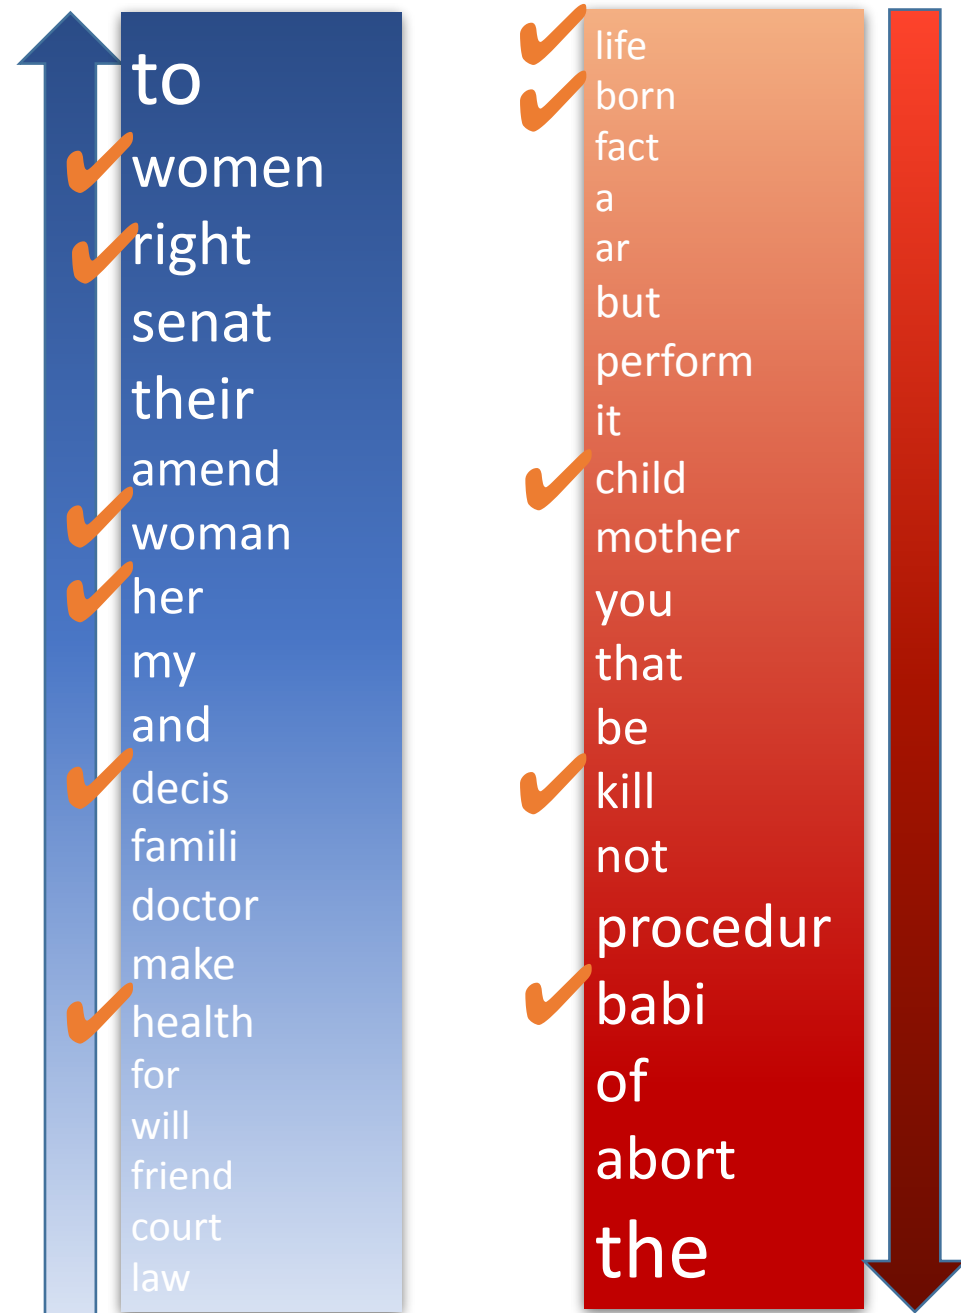 to
women
right
senat
their
amend
woman
her
my
and
decis
famili
doctor
make
health
for
will
friend
court
law
life
born
fact
a
ar
but
perform
it
child
mother
you
that
be
kill
not
procedur
babi
of
abort
the